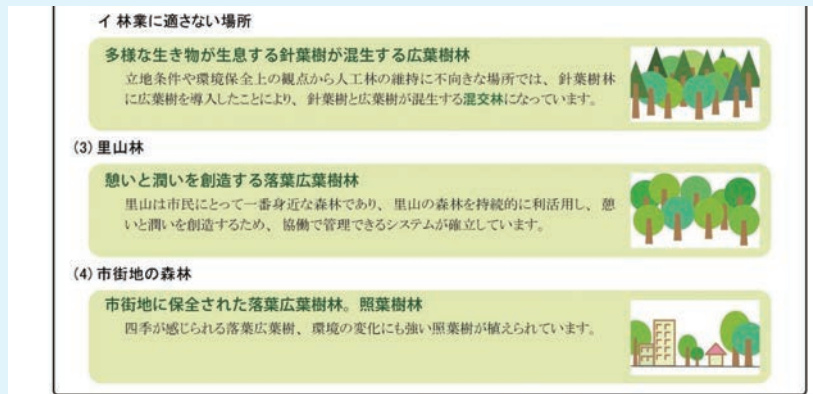 イ 林業に適さない場所
多様な生き物が生息する針葉樹が混生する広葉樹林
立地条件や環境保全上の観点から人工林の維持に不向きな場所では、針葉樹林
に広葉樹を導入したことにより、針葉樹と広葉樹が混生する混交林になっています。
(3) 里山林
憩いと潤いを創造する落葉広葉樹林
里山は市民にとって一番身近な森林であり、里山の森林を持続的に利活用し、憩
いと潤いを創造するため、協働で管理できるシステムが確立しています。
(4) 市街地の森林
市街地に保全された落葉広葉樹林。照葉樹林
四季が感じられる落葉広葉樹、環境の変化にも強い照葉樹が植えられています。